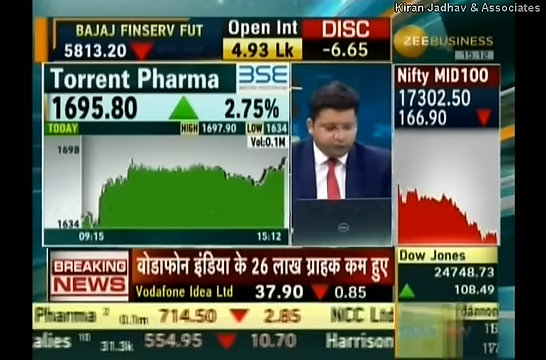 Kiran Jadhav & Associates
BAJAJ FINSERV FUT
5813.20
Open Int
4.93 Lk
DISC
-6.65
ZEE BUSINESS
15:12
Torrent Pharma
BSE
1695.80
2.75%
TODAY
HIGH 1697.90 LOW 1634
Vol:0.1M
1698
1634
09:15
15:12
Nifty MID100
17302.50
166.90
BREAKING
NEWS
वोडाफोन इंडिया के 26 लाख ग्राहक कम हुए
Vodafone Idea Ltd 37.90 0.85
Dow Jones
24748.73
108.49
Pharma 714.50 2.85 NCC Ltd
alies 554.95 10.70 Harrison